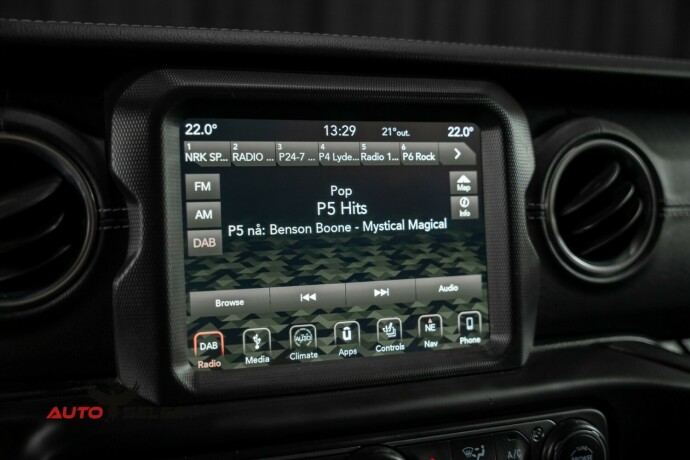 22.0° 13:29 21°out. 22.0°
1 2 3 4 5 6
NRK SP... RADIO ... P24-7 ... P4 Lyde... Radio 1... P6 Rock
FM
AM
DAB
Map
Info
Pop
P5 Hits
P5 nå: Benson Boone - Mystical Magical
Browse Audio
DAB AUTO NE
Radio Media Climate Apps Controls Nav Phone
AUTO
A/C